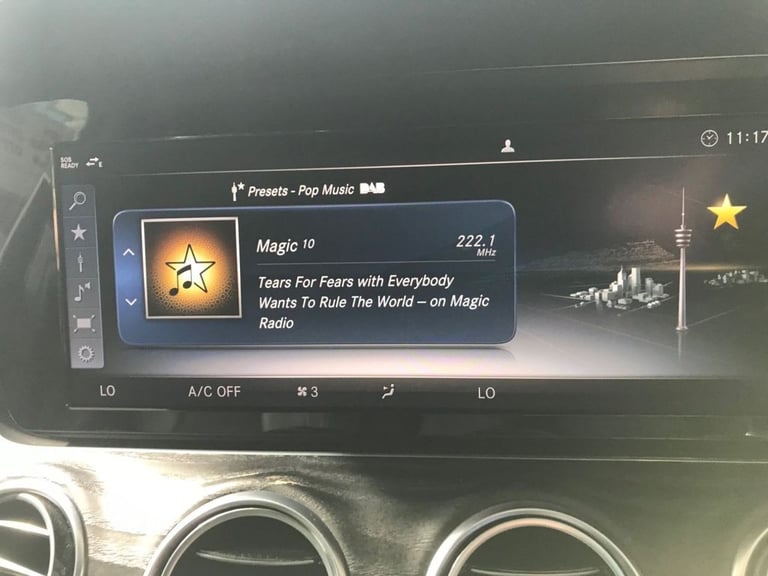 SOS
READY
E
11:17
Presets - Pop Music DAB
Magic 10
222.1
MHz
Tears For Fears with Everybody
Wants To Rule The World – on Magic
Radio
LO
A/C OFF
3
LO